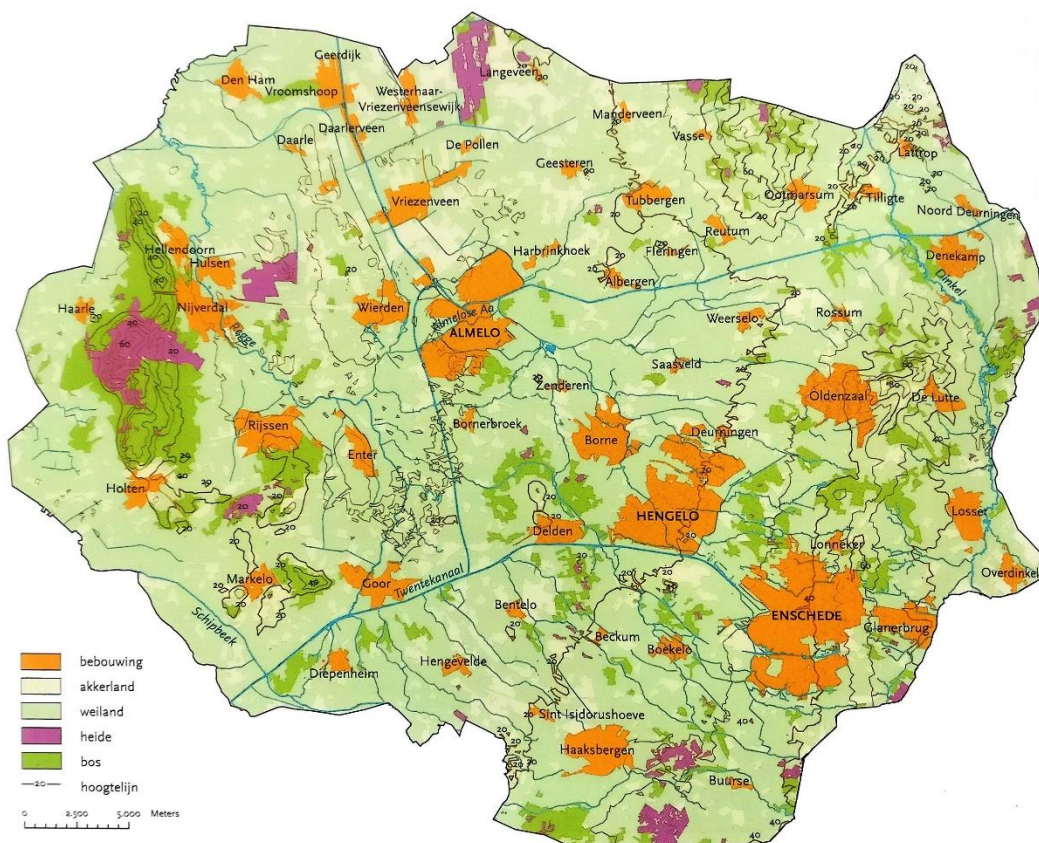 Geerdijk
Den Ham
Vroomshoop
Westerhaar-
Vriezenveensewijk
Langeveen
20
Daarlerveen
Daarle
De Pollen
Manderveen
Vasse
Geesteren
Lattrop
Vriezenveen
Tubbergen
Ootmarsum
Tilligte
Noord Deurningen
Reutum
Hellendoorn
Hulsen
Harbrinkhoek
Fleringen
Albergen
Denekamp
Dinkel
Haarle
Nijverdal
Regge
Wierden
Almelose Aa
ALMELO
Weerselo
Rossum
Saasveld
Zenderen
Oldenzaal
De Lutte
Rijssen
Enter
Bornerbroek
Borne
Deurningen
Holten
HENGELO
Delden
Losser
Lonneker
Markelo
Goor
Twentekanaal
Overdinkel
Schipbeek
Bentelo
ENSCHEDE
Glanerbrug
Beckum
Boekelo
Diepenheim
Hengevelde
Sint Isidorushoeve
Haaksbergen
Buurse
bebouwing
akkerland
weiland
heide
bos
20 hoogtelijn
0 2.500 5.000 Meters